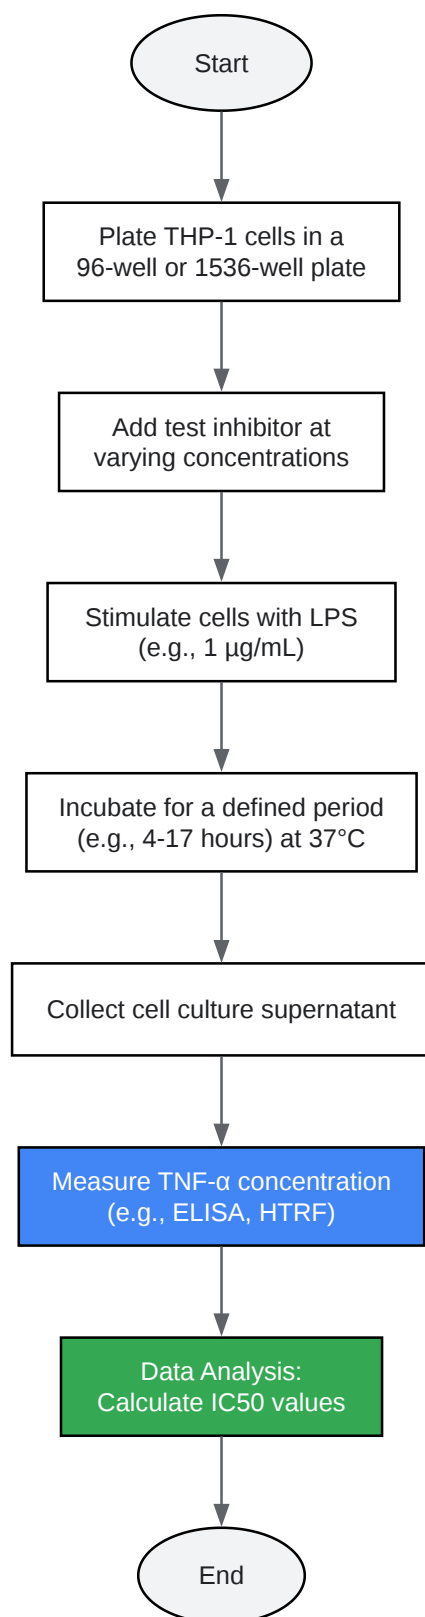 Start
Plate THP-1 cells in a
96-well or 1536-well plate
Add test inhibitor at
varying concentrations
Stimulate cells with LPS
(e.g., 1 µg/mL)
Incubate for a defined period
(e.g., 4-17 hours) at 37°C
Collect cell culture supernatant
Measure TNF-α concentration
(e.g., ELISA, HTRF)
Data Analysis:
Calculate IC50 values
End